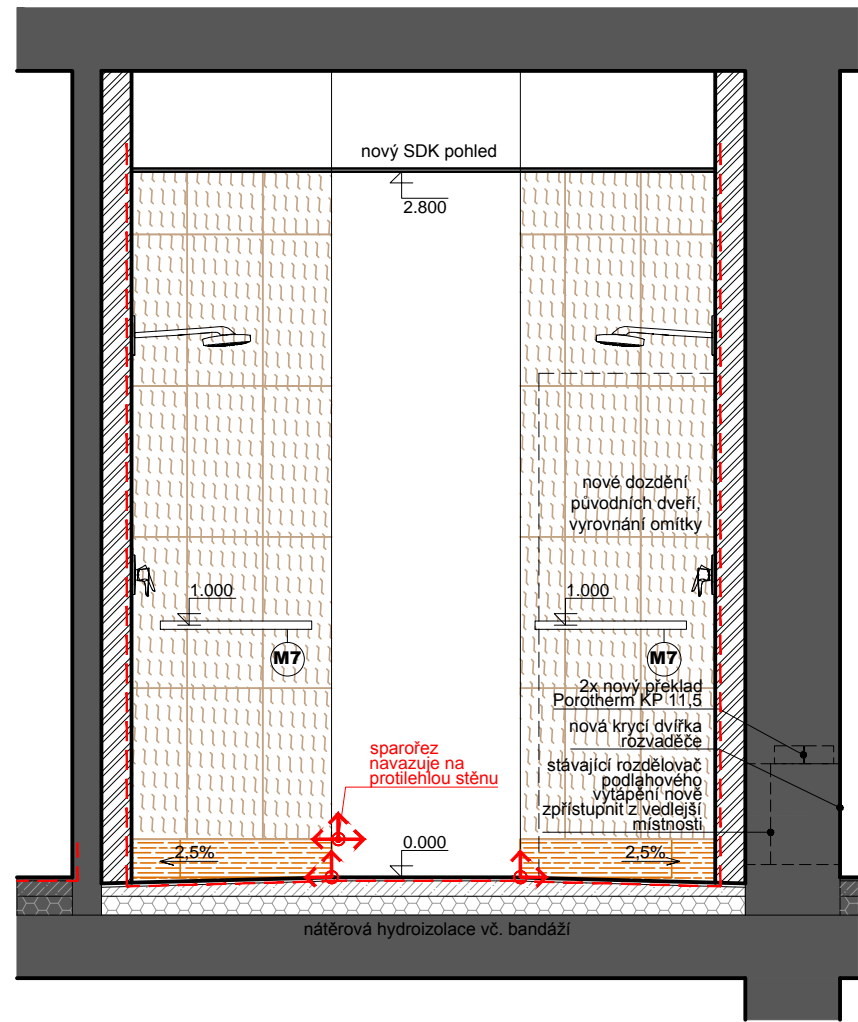 nový SDK pohled
2.800
nové dozdění
původních dveří,
vyrovnání omítky
1.000
1.000
M7
M7
2x nový překlad
Porotherm KP 11,5
nová krycí dvířka
rozvaděče
stávající rozdělovač
podlahového
vytápění nově
zpřístupnit z vedlejší
místnosti
sparořez
navazuje na
protilehlou stěnu
2,5%
0.000
2,5%
nátěrová hydroizolace vč. bandáží